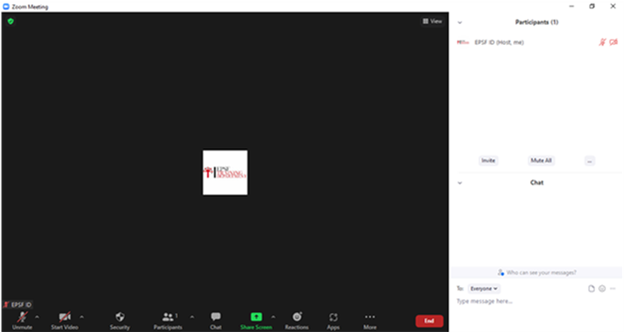 Zoom Meeting
View
Participants (1)
EPSF ID (Host, me)
Invite
Mute All
...
Chat
Who can see your messages?
To: Everyone
Type message here...
EPSF ID
Unmute
Start Video
Security
Participants
1
Chat
Share Screen
Reactions
Apps
More
End